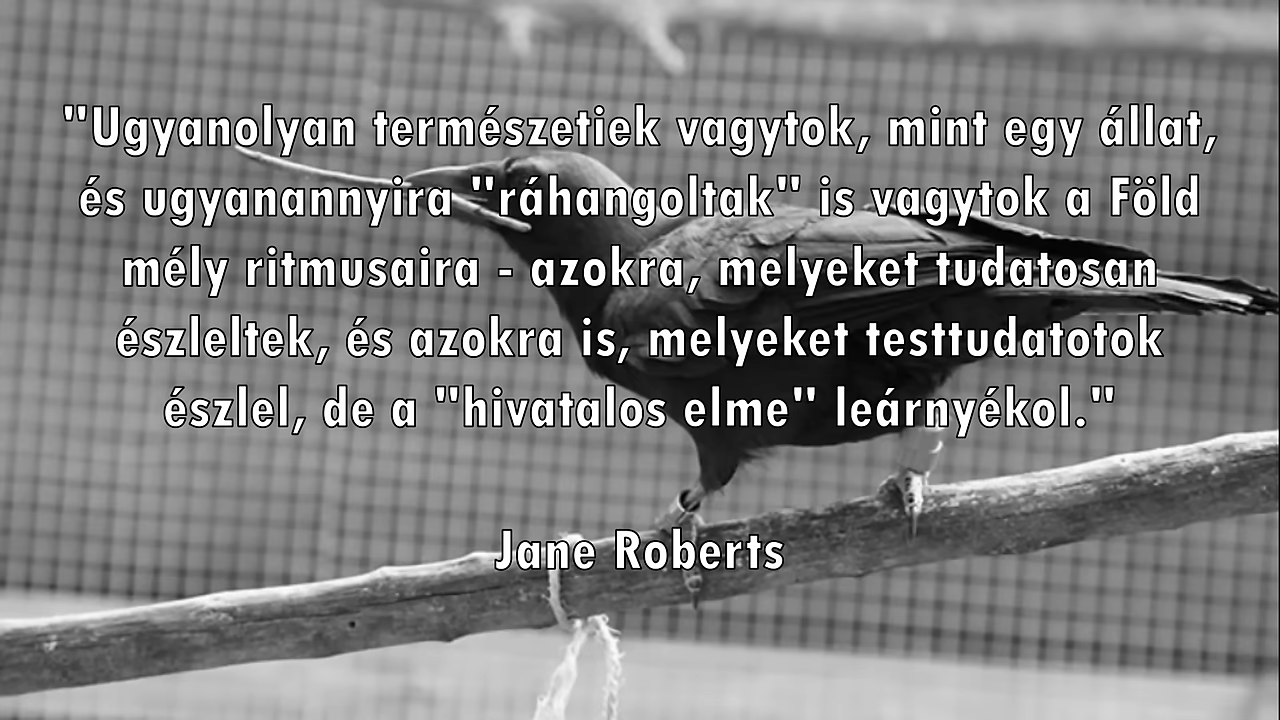 "Ugyanolyan természetiek vagytok, mint egy állat,
és ugyanannyira "ráhangoltak" is vagytok a Föld
mély ritmusaira - azokra, melyeket tudatosan
észleltek, és azokra is, melyeket testtudatotok
észlel, de a "hivatalos elme" leárnyékol."
Jane Roberts